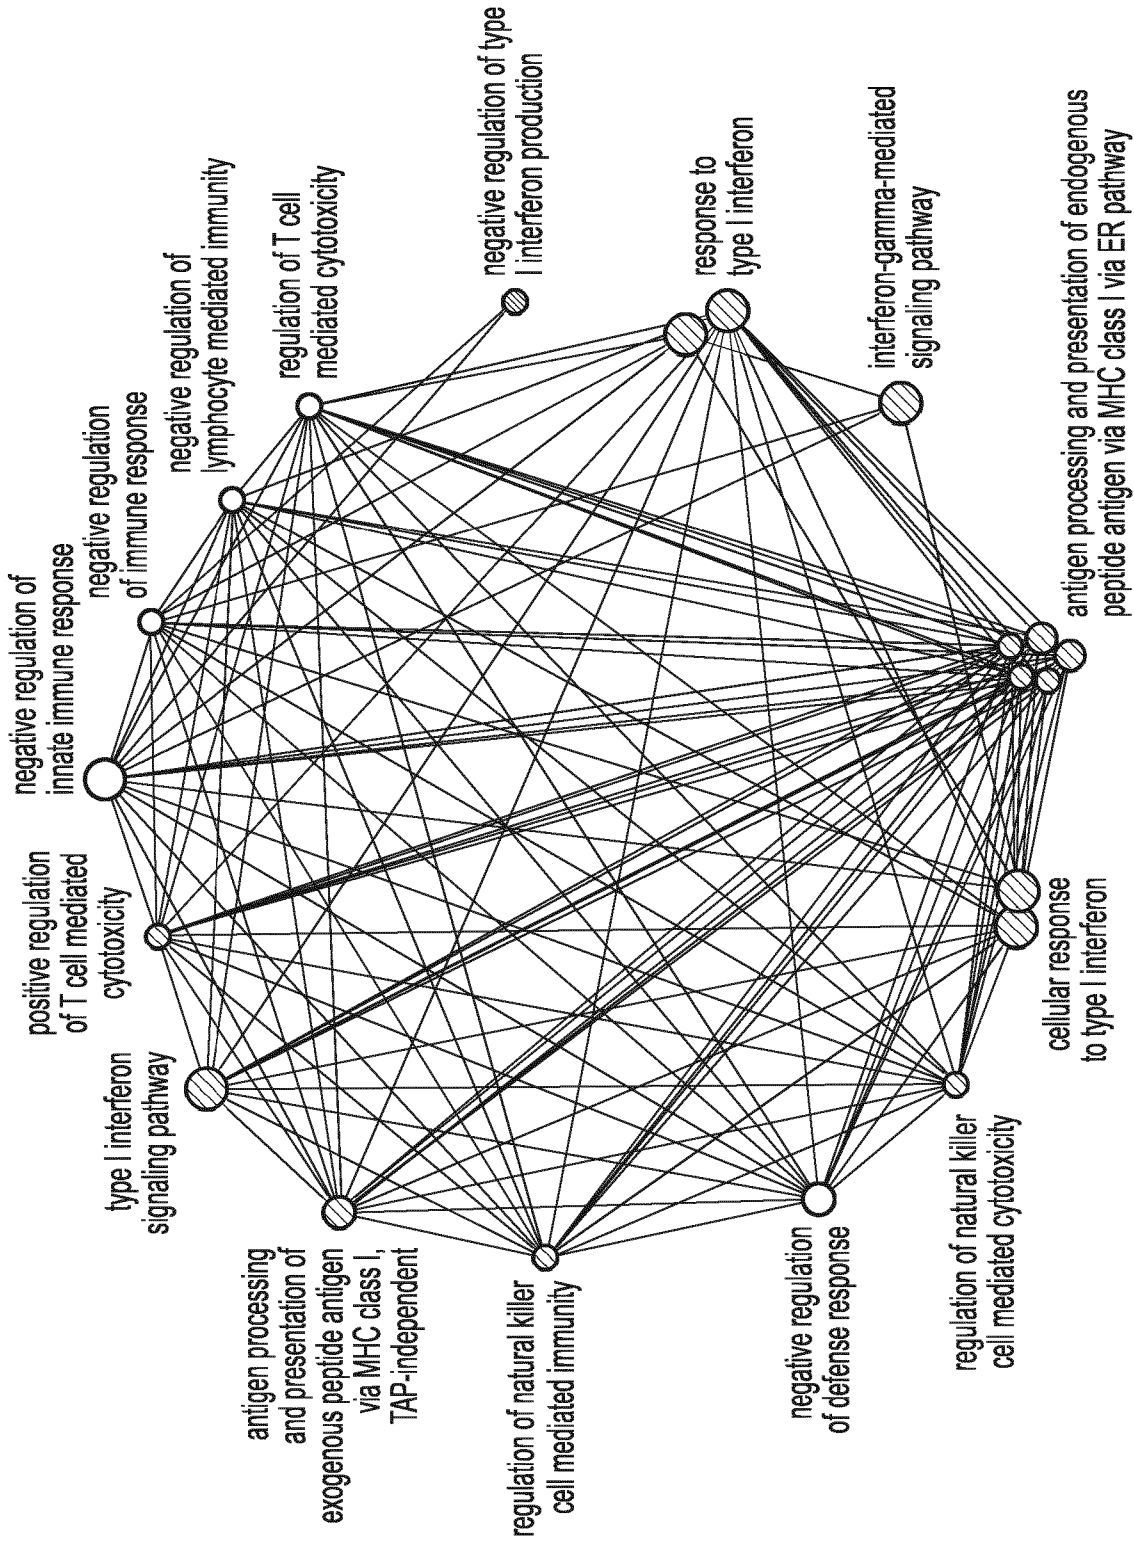 negative regulation of
innate immune response
negative regulation
of immune response
negative regulation of
lymphocyte mediated immunity
regulation of T cell
mediated cytotoxicity
negative regulation of type
I interferon production
response to
type I interferon
interferon-gamma-mediated
signaling pathway
antigen processing and presentation of endogenous
peptide antigen via MHC class I via ER pathway
cellular response
to type I interferon
regulation of natural killer
cell mediated cytotoxicity
negative regulation
of defense response
regulation of natural killer
cell mediated immunity
antigen processing
and presentation of
exogenous peptide antigen
via MHC class I,
TAP-independent
type I interferon
signaling pathway
positive regulation
of T cell mediated
cytotoxicity